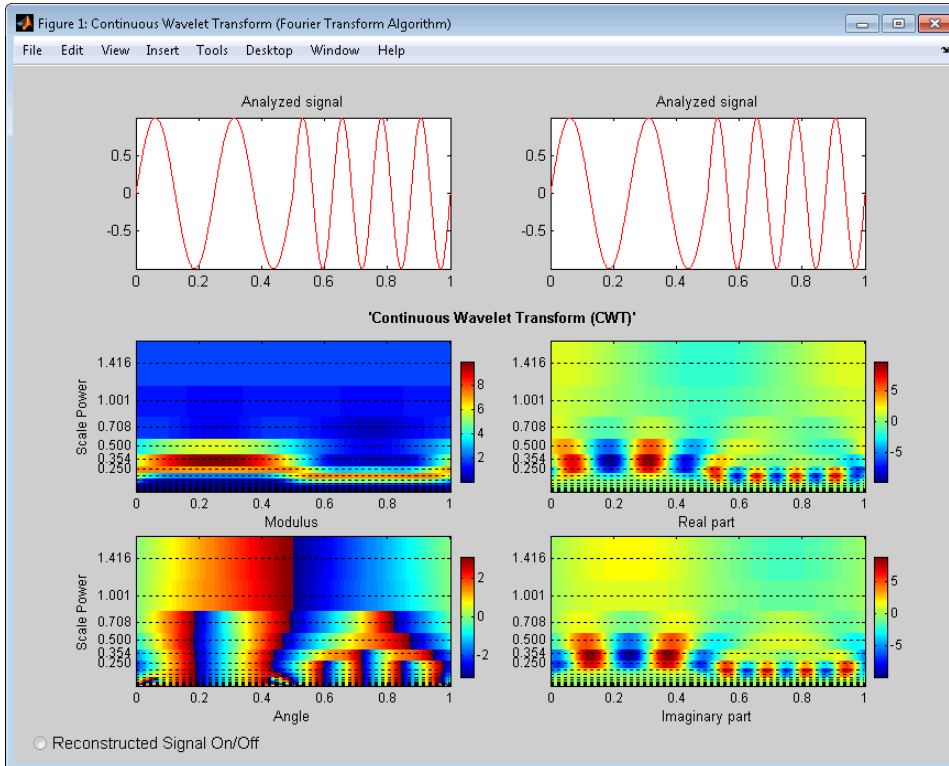 Figure 1: Continuous Wavelet Transform (Fourier Transform Algorithm)
File Edit View Insert Tools Desktop Window Help
Analyzed signal Analyzed signal
0.5 0.5
0 0
-0.5 -0.5
0 0.2 0.4 0.6 0.8 1 0 0.2 0.4 0.6 0.8 1
'Continuous Wavelet Transform (CWT)'
Scale Power
1.416 1.416
1.001 1.001
0.708 0.708
0.500 0.500
0.354 0.354
0.250 0.250
8 6 4 2 5 0 -5
0 0.2 0.4 0.6 0.8 1 0 0.2 0.4 0.6 0.8 1
Modulus Real part
Scale Power
1.416 1.416
1.001 1.001
0.708 0.708
0.500 0.500
0.354 0.354
0.250 0.250
2 0 -2 5 0 -5
0 0.2 0.4 0.6 0.8 1 0 0.2 0.4 0.6 0.8 1
Angle Imaginary part
Reconstructed Signal On/Off